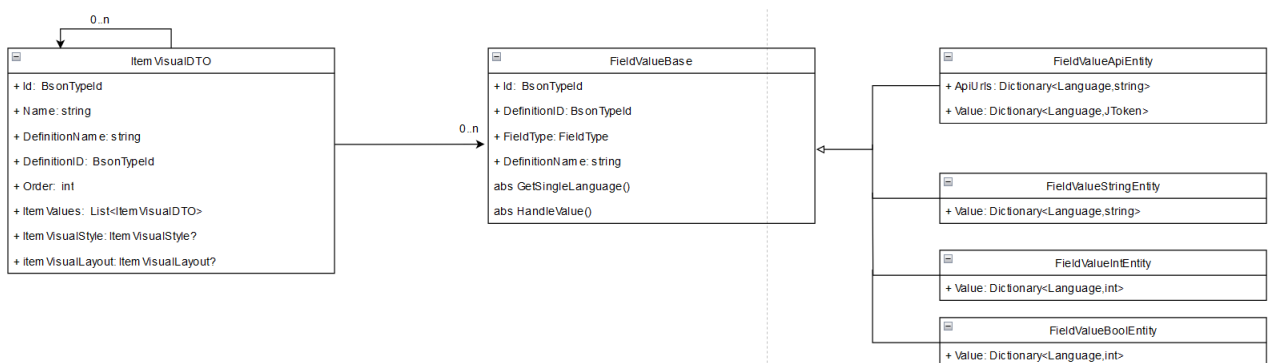 0..n
ItemVisualDTO
+ Id: BsonTypeId
+ Name: string
+ DefinitionName: string
+ DefinitionID: BsonTypeId
+ Order: int
+ ItemValues: List<ItemVisualDTO>
+ ItemVisualStyle: ItemVisualStyle?
+ itemVisualLayout: ItemVisualLayout?
0..n
FieldValueBase
+ Id: BsonTypeId
+ DefinitionID: BsonTypeId
+ FieldType: FieldType
+ DefinitionName: string
abs GetSingleLanguage()
abs HandleValue()
FieldValueApiEntity
+ ApiUrls: Dictionary<Language,string>
+ Value: Dictionary<Language,JToken>
FieldValueStringEntity
+ Value: Dictionary<Language,string>
FieldValueIntEntity
+ Value: Dictionary<Language,int>
FieldValueBoolEntity
+ Value: Dictionary<Language,int>